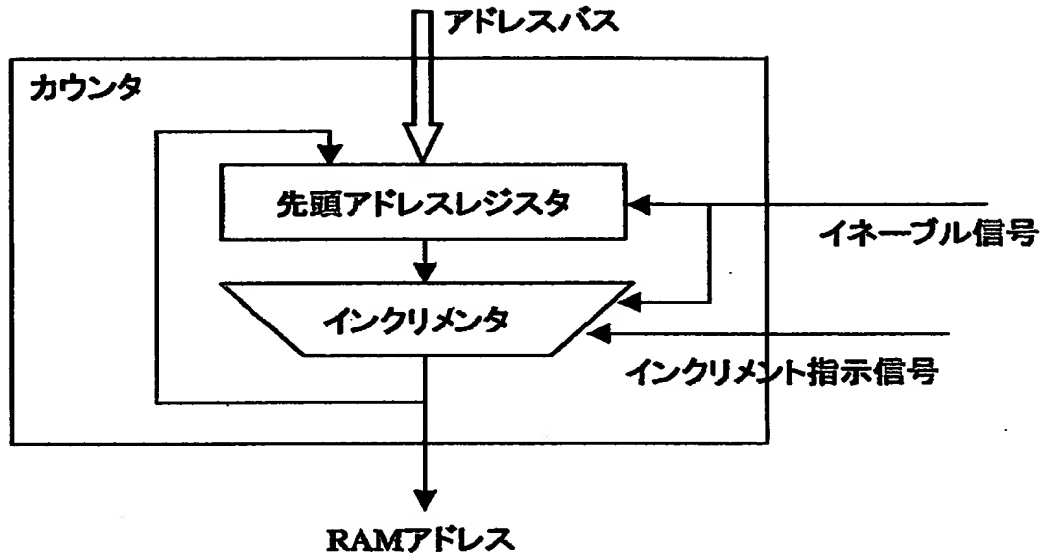 アドレスバス
カウンタ
先頭アドレスレジスタ
イネーブル信号
インクリメンタ
インクリメント指示信号
RAMアドレス